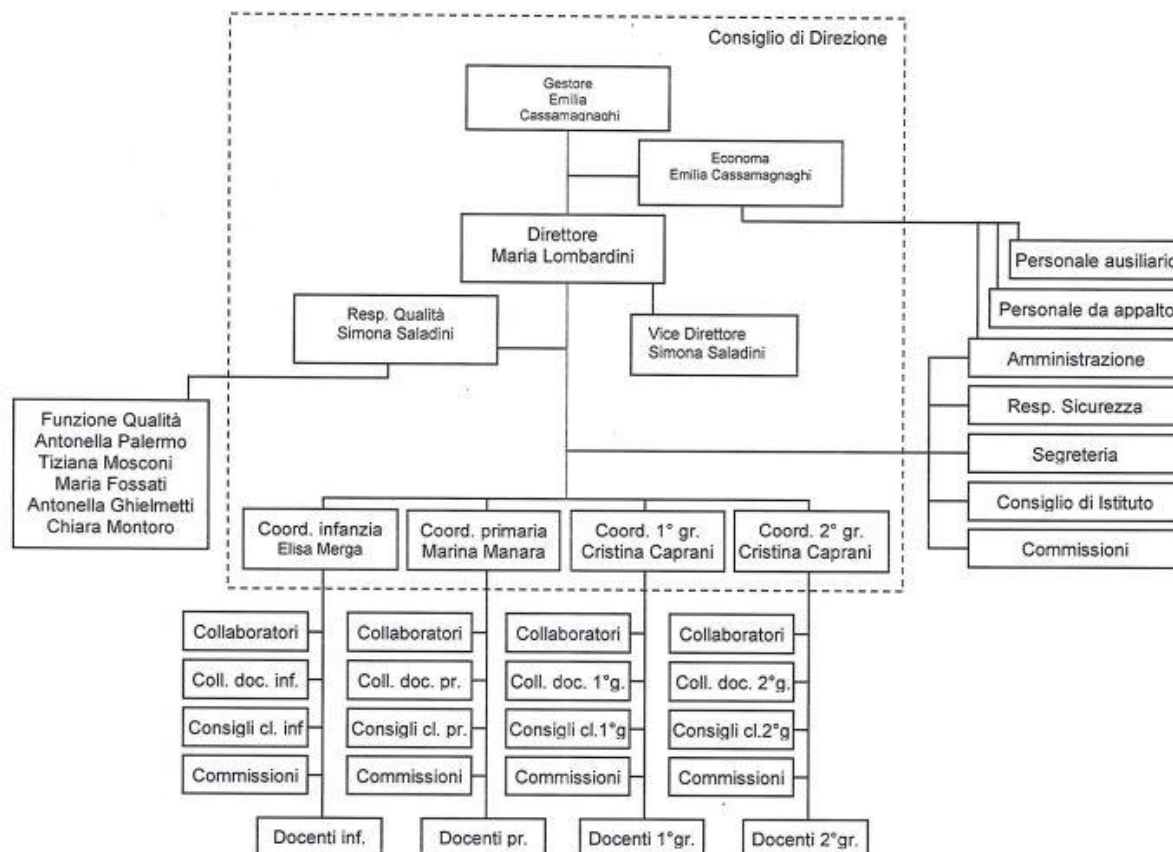 Consiglio di Direzione
Gestore
Emilia
Cassamagnaghi
Economa
Emilia Cassamagnaghi
Direttore
Maria Lombardini
Personale ausiliario
Personale da appalto
Resp. Qualità
Simona Saladini
Vice Direttore
Simona Saladini
Amministrazione
Resp. Sicurezza
Segreteria
Consiglio di Istituto
Commissioni
Funzione Qualità
Antonella Palermo
Tiziana Mosconi
Maria Fossati
Antonella Ghielmetti
Chiara Montoro
Coord. infanzia
Elisa Merga
Coord. primaria
Marina Manara
Coord. 1° gr.
Cristina Caprani
Coord. 2° gr.
Cristina Caprani
Collaboratori
Collaboratori
Collaboratori
Collaboratori
Coll. doc. inf.
Coll. doc. pr.
Coll. doc. 1°g.
Coll. doc. 2°g.
Consigli cl. inf
Consigli cl. pr.
Consigli cl.1°g
Consigli cl.2°g
Commissioni
Commissioni
Commissioni
Commissioni
Docenti inf.
Docenti pr.
Docenti 1°gr.
Docenti 2°gr.